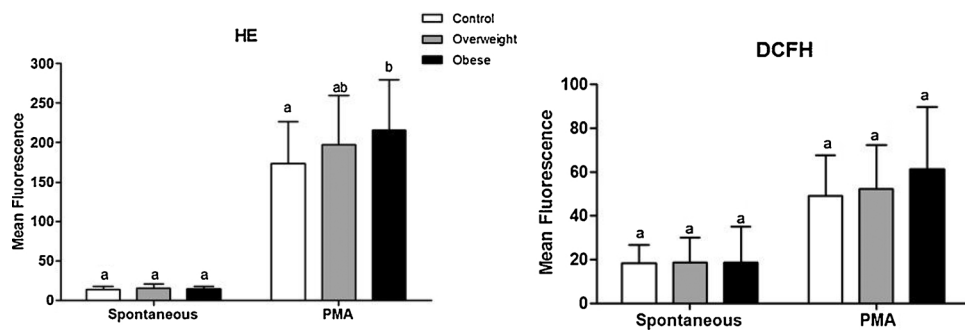 HE
Control
Overweight
Obese
Mean Fluorescence
300
250
200
150
100
50
0
a a a
a ab b
Spontaneous PMA
DCFH
Mean Fluorescence
100
80
60
40
20
0
a a a
a a a
Spontaneous PMA